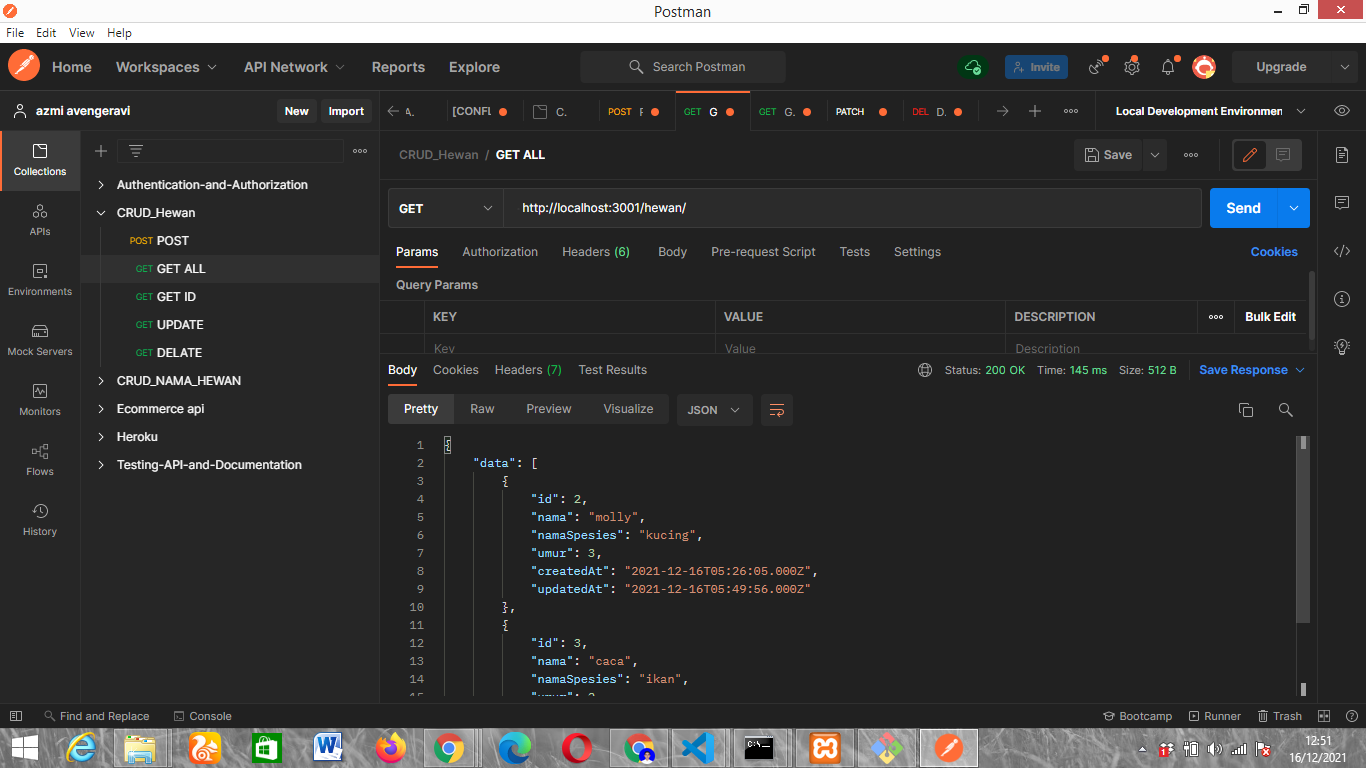 Postman
File Edit View Help
Home Workspaces API Network Reports Explore Search Postman Invite Upgrade
azmi avengeravi New Import
A. [CONFI C. POST GET G GET G. PATCH DEL D. Local Development Environmen
Collections
APIs
Environments
Mock Servers
Monitors
Flows
History
Authentication-and-Authorization
CRUD_Hewan
POST POST
GET GET ALL
GET GET ID
GET UPDATE
GET DELATE
CRUD_NAMA_HEWAN
Ecommerce api
Heroku
Testing-API-and-Documentation
CRUD_Hewan / GET ALL Save
GET http://localhost:3001/hewan/ Send
Params Authorization Headers (6) Body Pre-request Script Tests Settings Cookies
Query Params
KEY VALUE DESCRIPTION Bulk Edit
Key Value Description
Body Cookies Headers (7) Test Results Status: 200 OK Time: 145 ms Size: 512 B Save Response
Pretty Raw Preview Visualize JSON
1 {
2 "data": [
3 {
4 "id": 2,
5 "nama": "molly",
6 "namaSpesies": "kucing",
7 "umur": 3,
8 "createdAt": "2021-12-16T05:26:05.000Z",
9 "updatedAt": "2021-12-16T05:49:56.000Z"
10 },
11 {
12 "id": 3,
13 "nama": "caca",
14 "namaSpesies": "ikan",
Find and Replace Console Bootcamp Runner Trash
12:51
16/12/2021